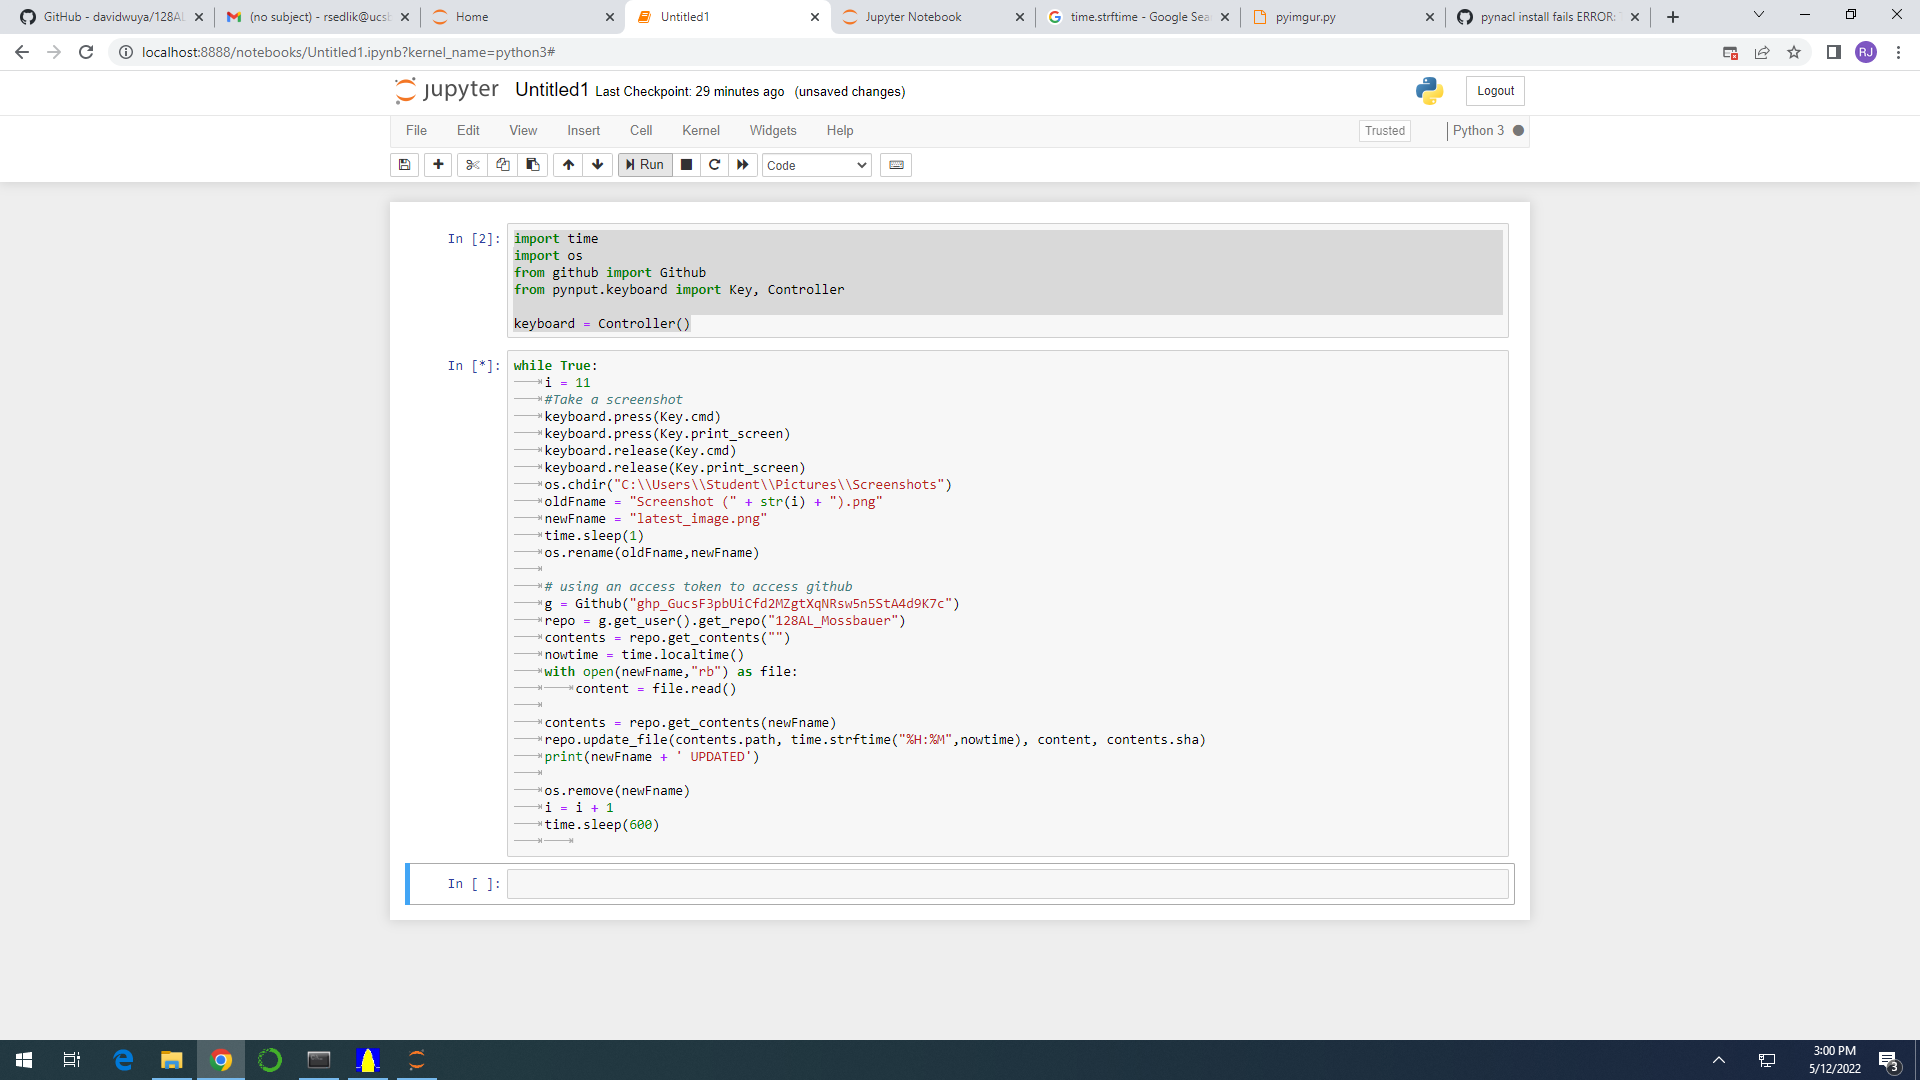 GitHub - davidwuya/128AL
(no subject) - rsedlik@ucsb
Home
Untitled1
Jupyter Notebook
time.strftime - Google Sea
pyimgur.py
pynacl install fails ERROR:
localhost:8888/notebooks/Untitled1.ipynb?kernel_name=python3#
RJ
jupyter Untitled1 Last Checkpoint: 29 minutes ago (unsaved changes)
Logout
File Edit View Insert Cell Kernel Widgets Help
Trusted
Python 3
Run
Code
In [2]:
import time
import os
from github import Github
from pynput.keyboard import Key, Controller
keyboard = Controller()
In [*]:
while True:
i = 11
#Take a screenshot
keyboard.press(Key.cmd)
keyboard.press(Key.print_screen)
keyboard.release(Key.cmd)
keyboard.release(Key.print_screen)
os.chdir("C:\\Users\\Student\\Pictures\\Screenshots")
oldFname = "Screenshot (" + str(i) + ").png"
newFname = "latest_image.png"
time.sleep(1)
os.rename(oldFname,newFname)
# using an access token to access github
g = Github("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")
repo = g.get_user().get_repo("128AL_Mossbauer")
contents = repo.get_contents("")
nowtime = time.localtime()
with open(newFname,"rb") as file:
content = file.read()
contents = repo.get_contents(newFname)
repo.update_file(contents.path, time.strftime("%H:%M",nowtime), content, contents.sha)
print(newFname + ' UPDATED')
os.remove(newFname)
i = i + 1
time.sleep(600)
In [ ]:
3:00 PM
5/12/2022
3